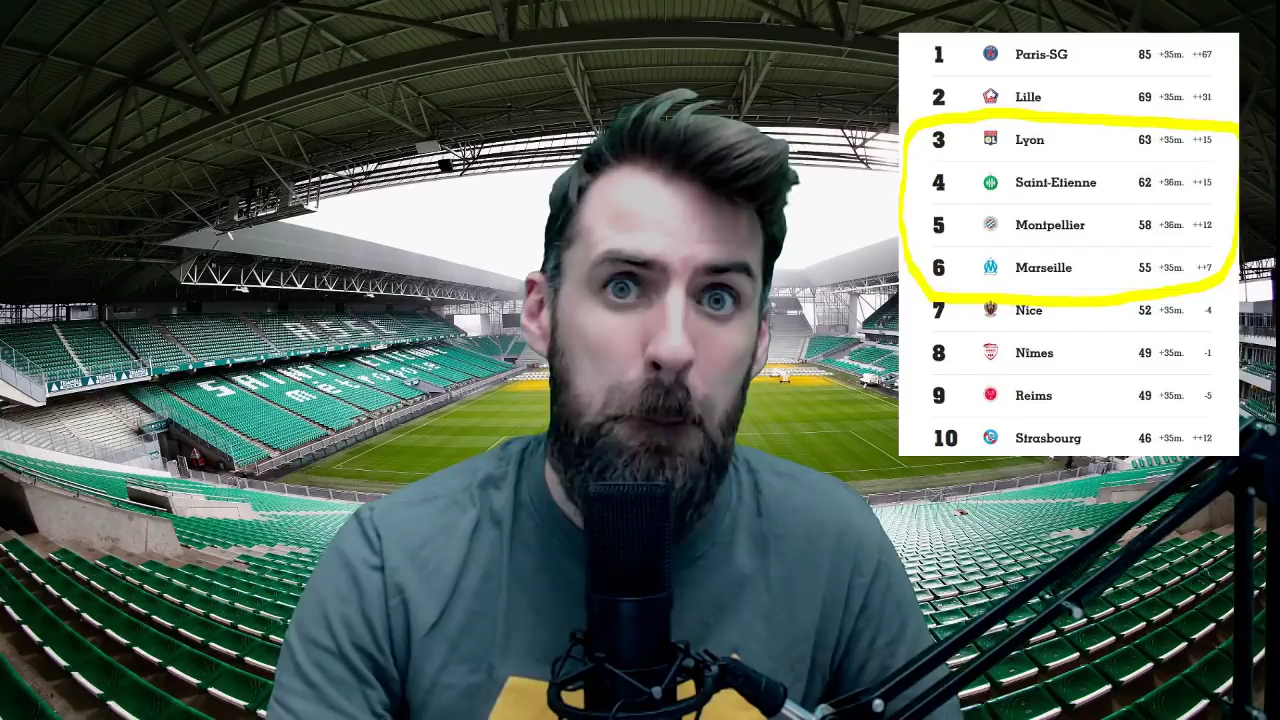 1 Paris-SG 85 +35m. ++67
2 Lille 69 +35m. ++31
3 Lyon 63 +35m. ++15
4 Saint-Etienne 62 +36m. ++15
5 Montpellier 58 +36m. ++12
6 Marseille 55 +35m. ++7
7 Nice 52 +35m. -4
8 Nîmes 49 +35m. -1
9 Reims 49 +35m. -5
10 Strasbourg 46 +35m. ++12